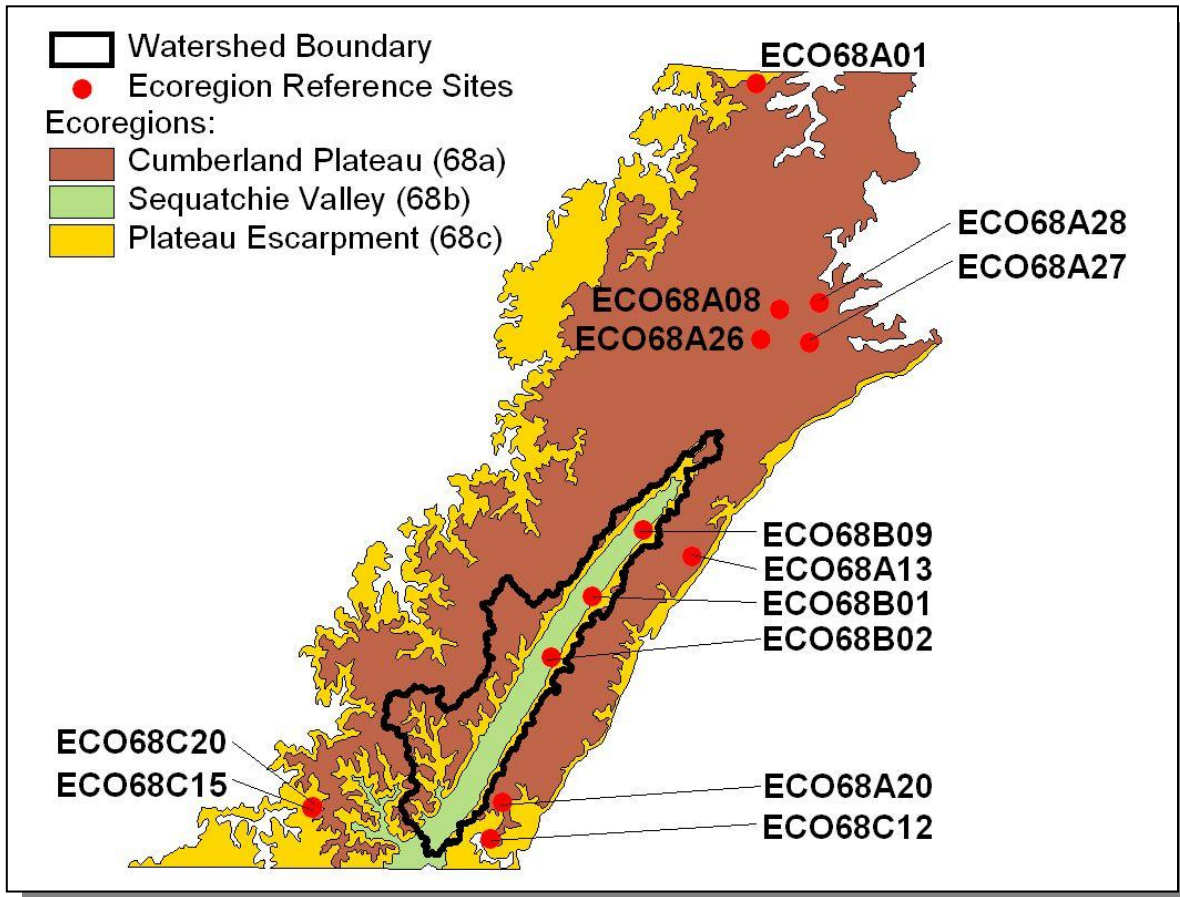 Watershed Boundary
Ecoregion Reference Sites
Ecoregions:
Cumberland Plateau (68a)
Sequatchie Valley (68b)
Plateau Escarpment (68c)
ECO68A01
ECO68A28
ECO68A27
ECO68A08
ECO68A26
ECO68B09
ECO68A13
ECO68B01
ECO68B02
ECO68C20
ECO68C15
ECO68A20
ECO68C12